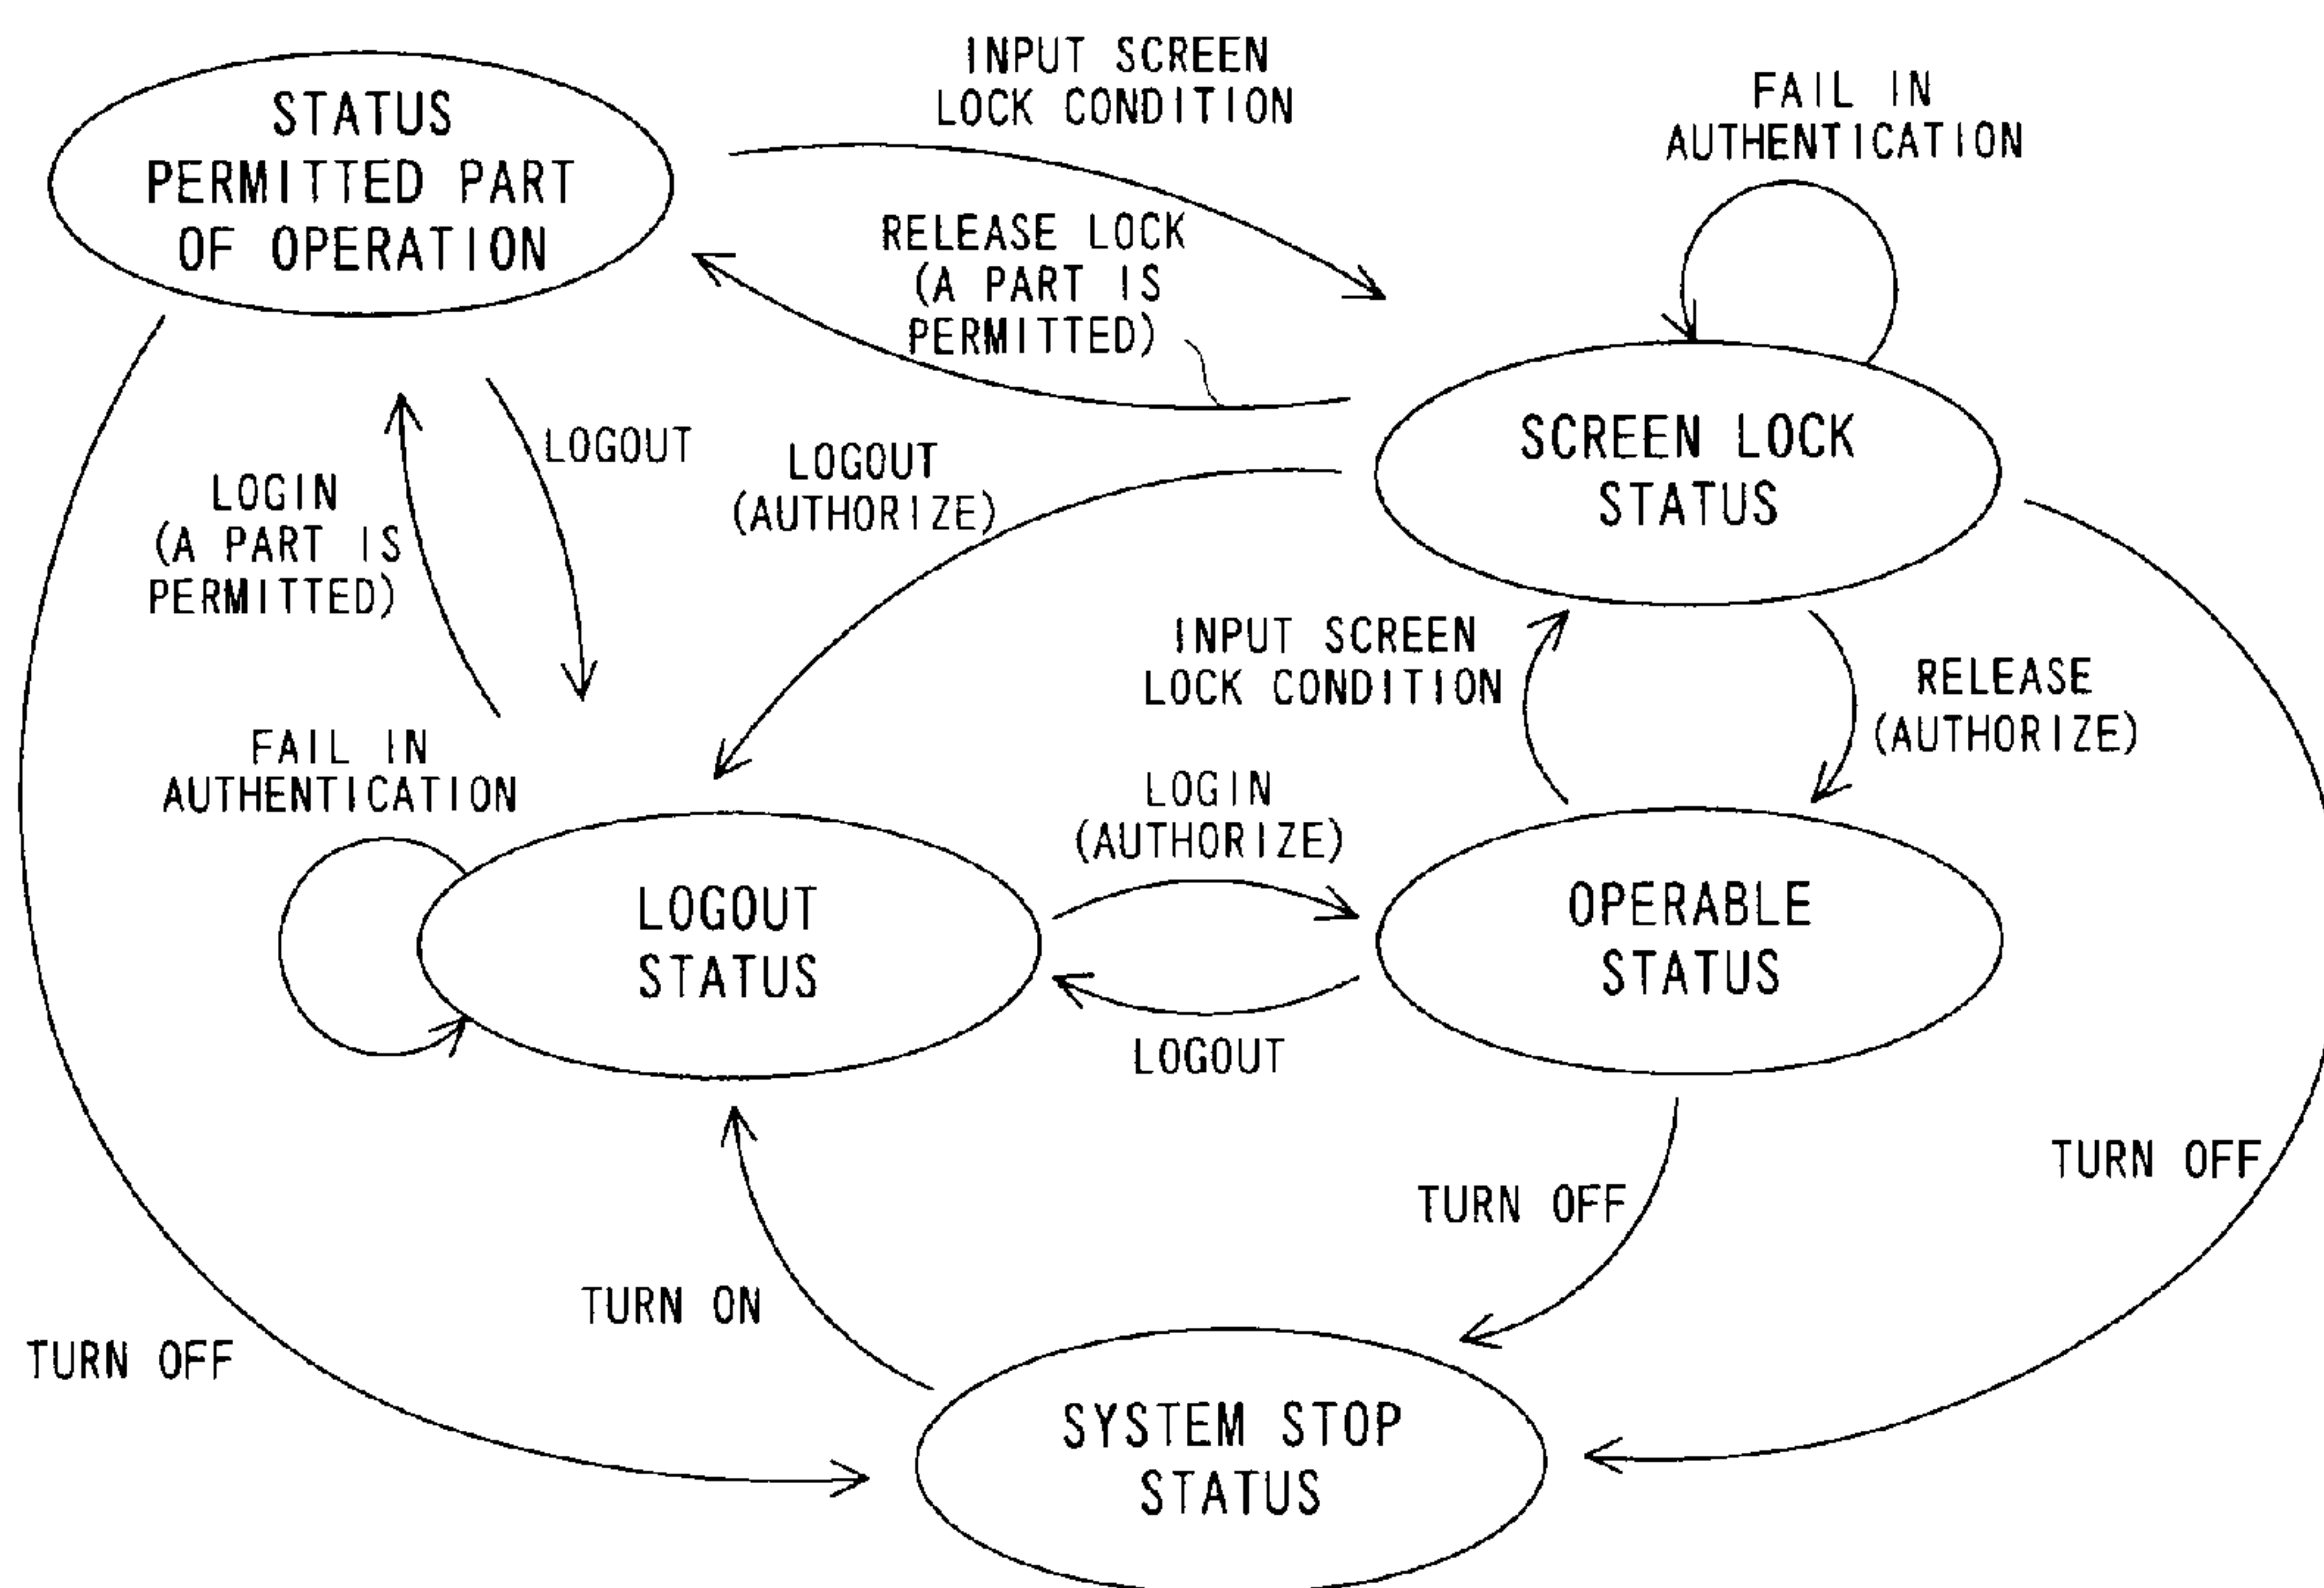 INPUT SCREEN
LOCK CONDITION
FAIL IN
AUTHENTICATION
STATUS
PERMITTED PART
OF OPERATION
RELEASE LOCK
(A PART IS
PERMITTED)
SCREEN LOCK
STATUS
LOGOUT
LOGOUT
(AUTHORIZE)
LOGIN
(A PART IS
PERMITTED)
INPUT SCREEN
LOCK CONDITION
RELEASE
(AUTHORIZE)
FAIL IN
AUTHENTICATION
LOGIN
(AUTHORIZE)
LOGOUT
STATUS
OPERABLE
STATUS
LOGOUT
TURN OFF
TURN OFF
TURN ON
TURN OFF
SYSTEM STOP
STATUS